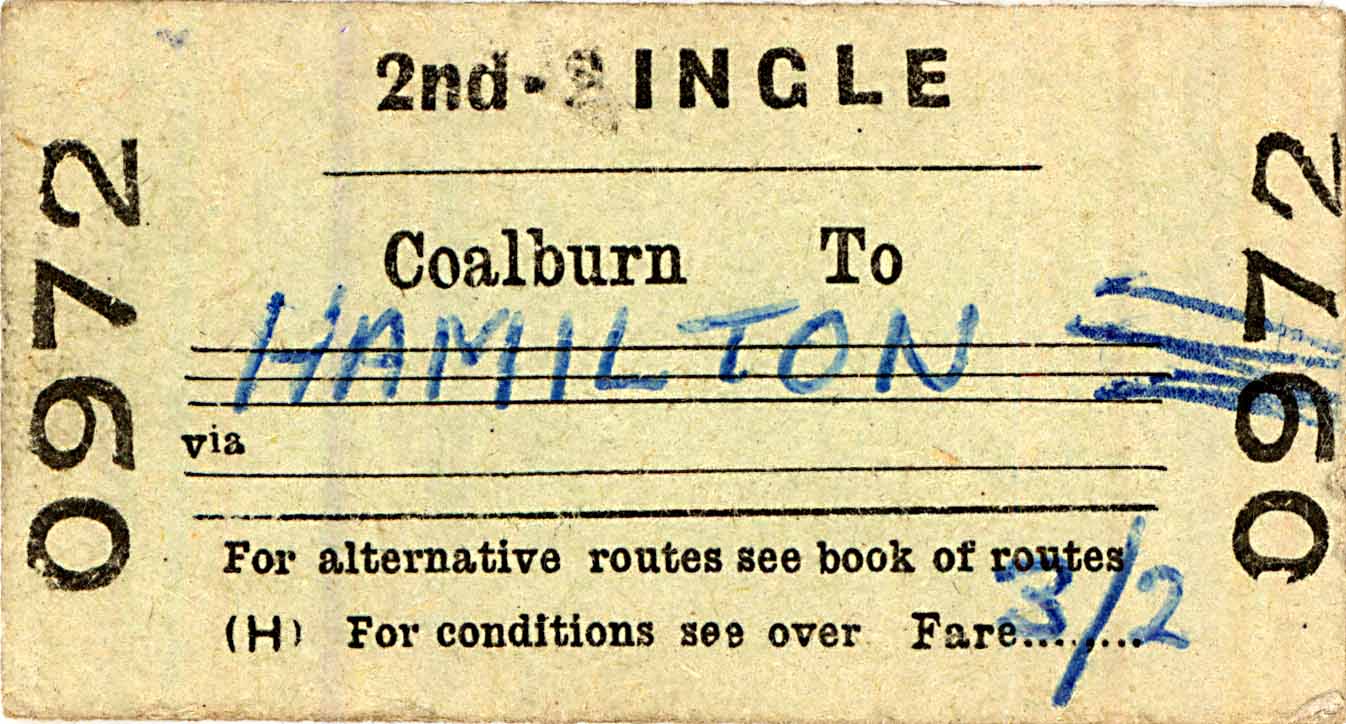 2nd-SINGLE
Coalburn To
HAMILTON
via
For alternative routes see book of routes
(H) For conditions see over Fare........ 3/2
0972
0972